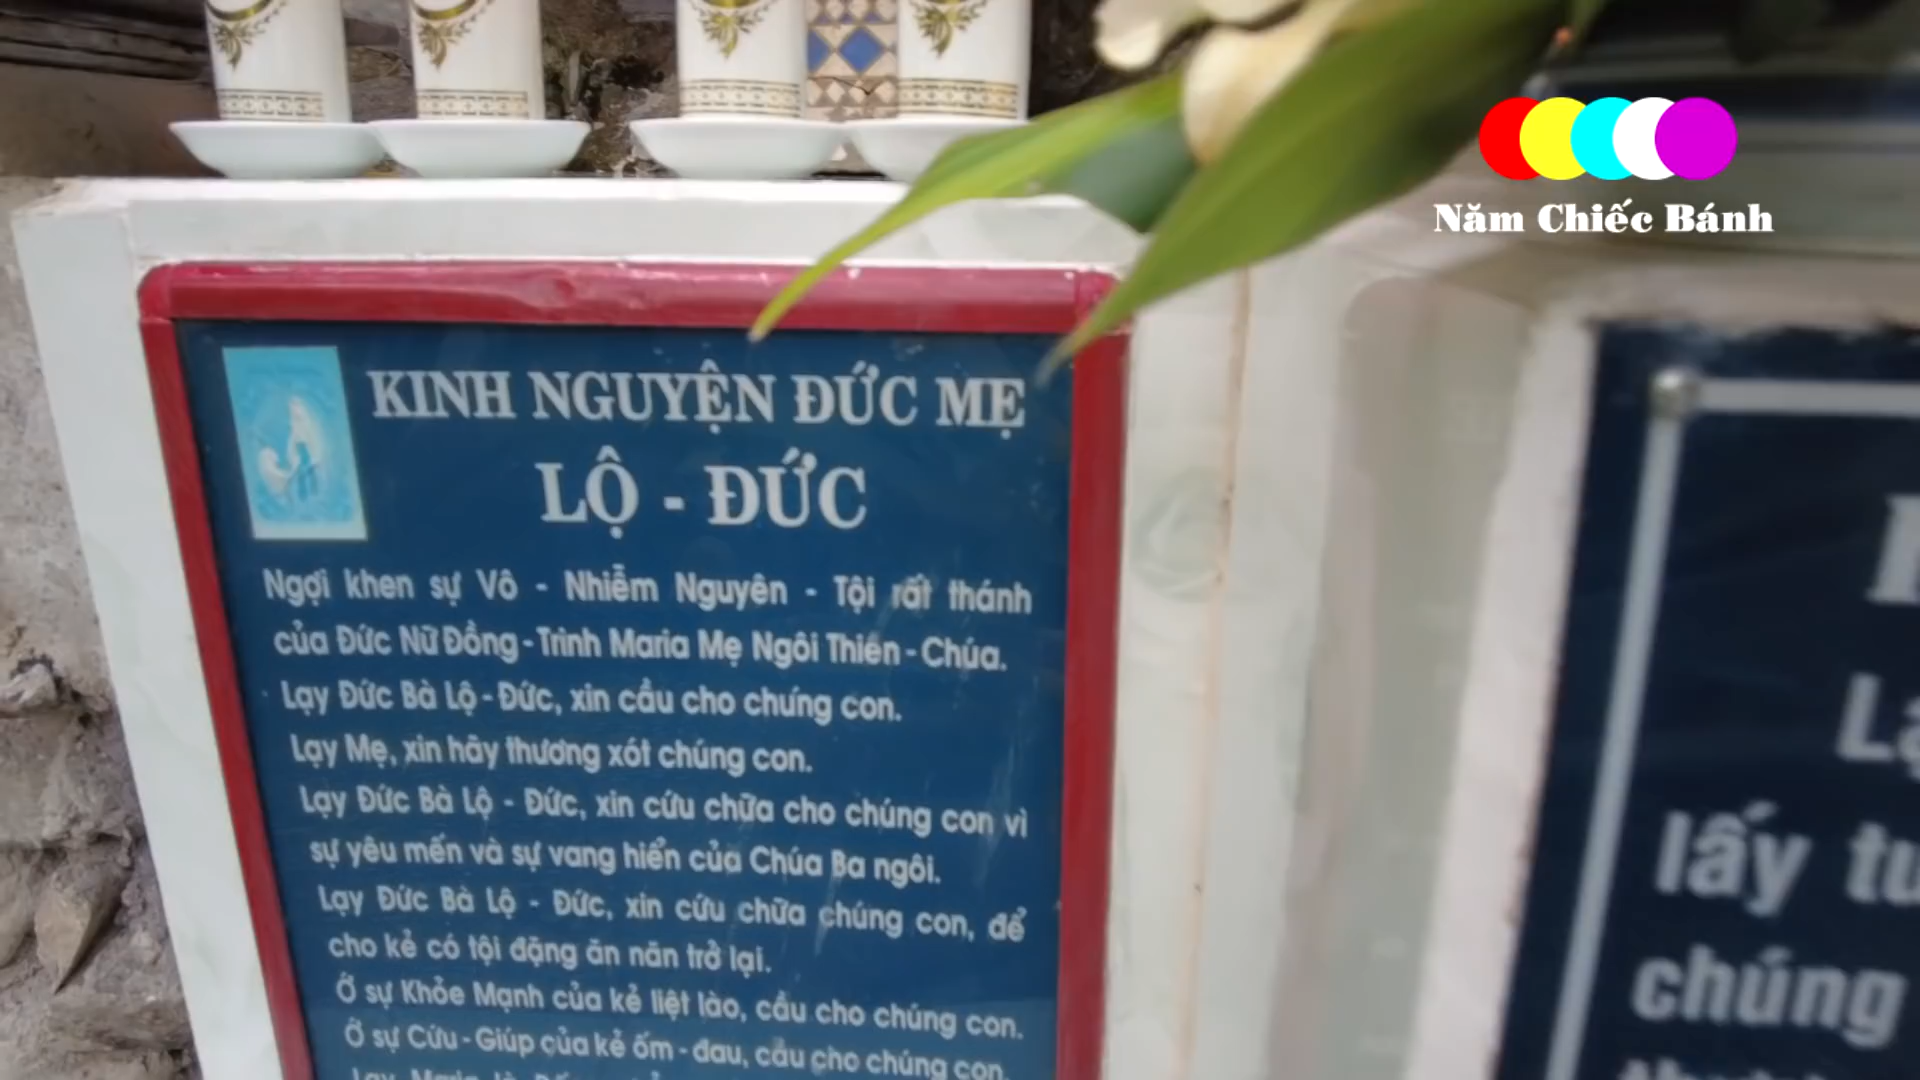 Năm Chiếc Bánh
KINH NGUYỆN ĐỨC MẸ
LỘ - ĐỨC
Ngợi khen sự Vô - Nhiễm Nguyên - Tội rất thánh
của Đức Nữ Đồng - Trinh Maria Mẹ Ngôi Thiên - Chúa.
Lạy Đức Bà Lộ - Đức, xin cầu cho chúng con.
Lạy Mẹ, xin hãy thương xót chúng con.
Lạy Đức Bà Lộ - Đức, xin cứu chữa cho chúng con vì
sự yêu mến và sự vang hiển của Chúa Ba ngôi.
Lạy Đức Bà Lộ - Đức, xin cứu chữa chúng con, để
cho kẻ có tội đặng ăn năn trở lại.
Ớ sự Khỏe Mạnh của kẻ liệt lào, cầu cho chúng con.
Ớ sự Cứu - Giúp của kẻ ốm - đau, cầu cho chúng con.
Lạy Maria là
lấy
chúng